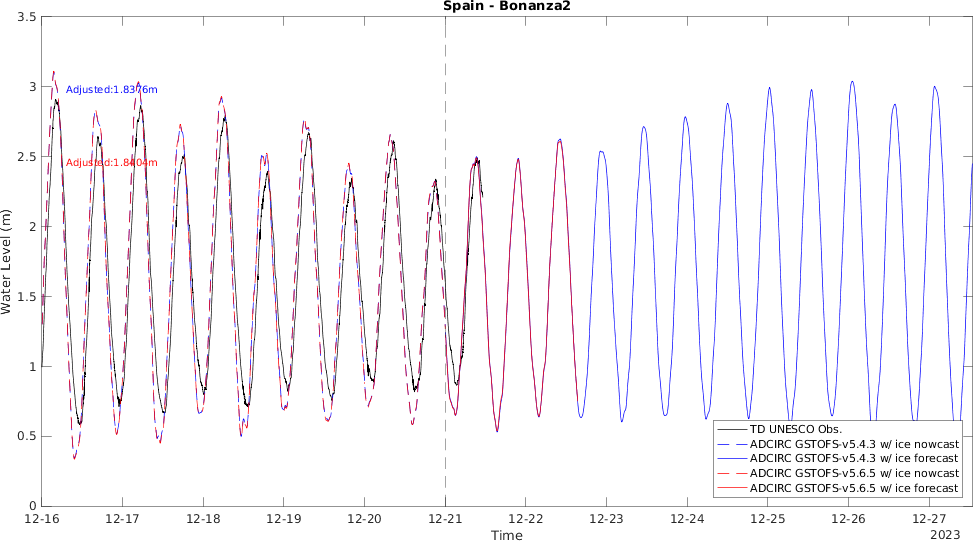 Spain - Bonanza2
3.5
3
2.5
2
1.5
1
0.5
0
Water Level (m)
Adjusted:1.8376m
Adjusted:1.8404m
TD UNESCO Obs.
ADCIRC GSTOFS-v5.4.3 w/ ice nowcast
ADCIRC GSTOFS-v5.4.3 w/ ice forecast
ADCIRC GSTOFS-v5.6.5 w/ ice nowcast
ADCIRC GSTOFS-v5.6.5 w/ ice forecast
12-16 12-17 12-18 12-19 12-20 12-21 12-22 12-23 12-24 12-25 12-26 12-27
Time
2023